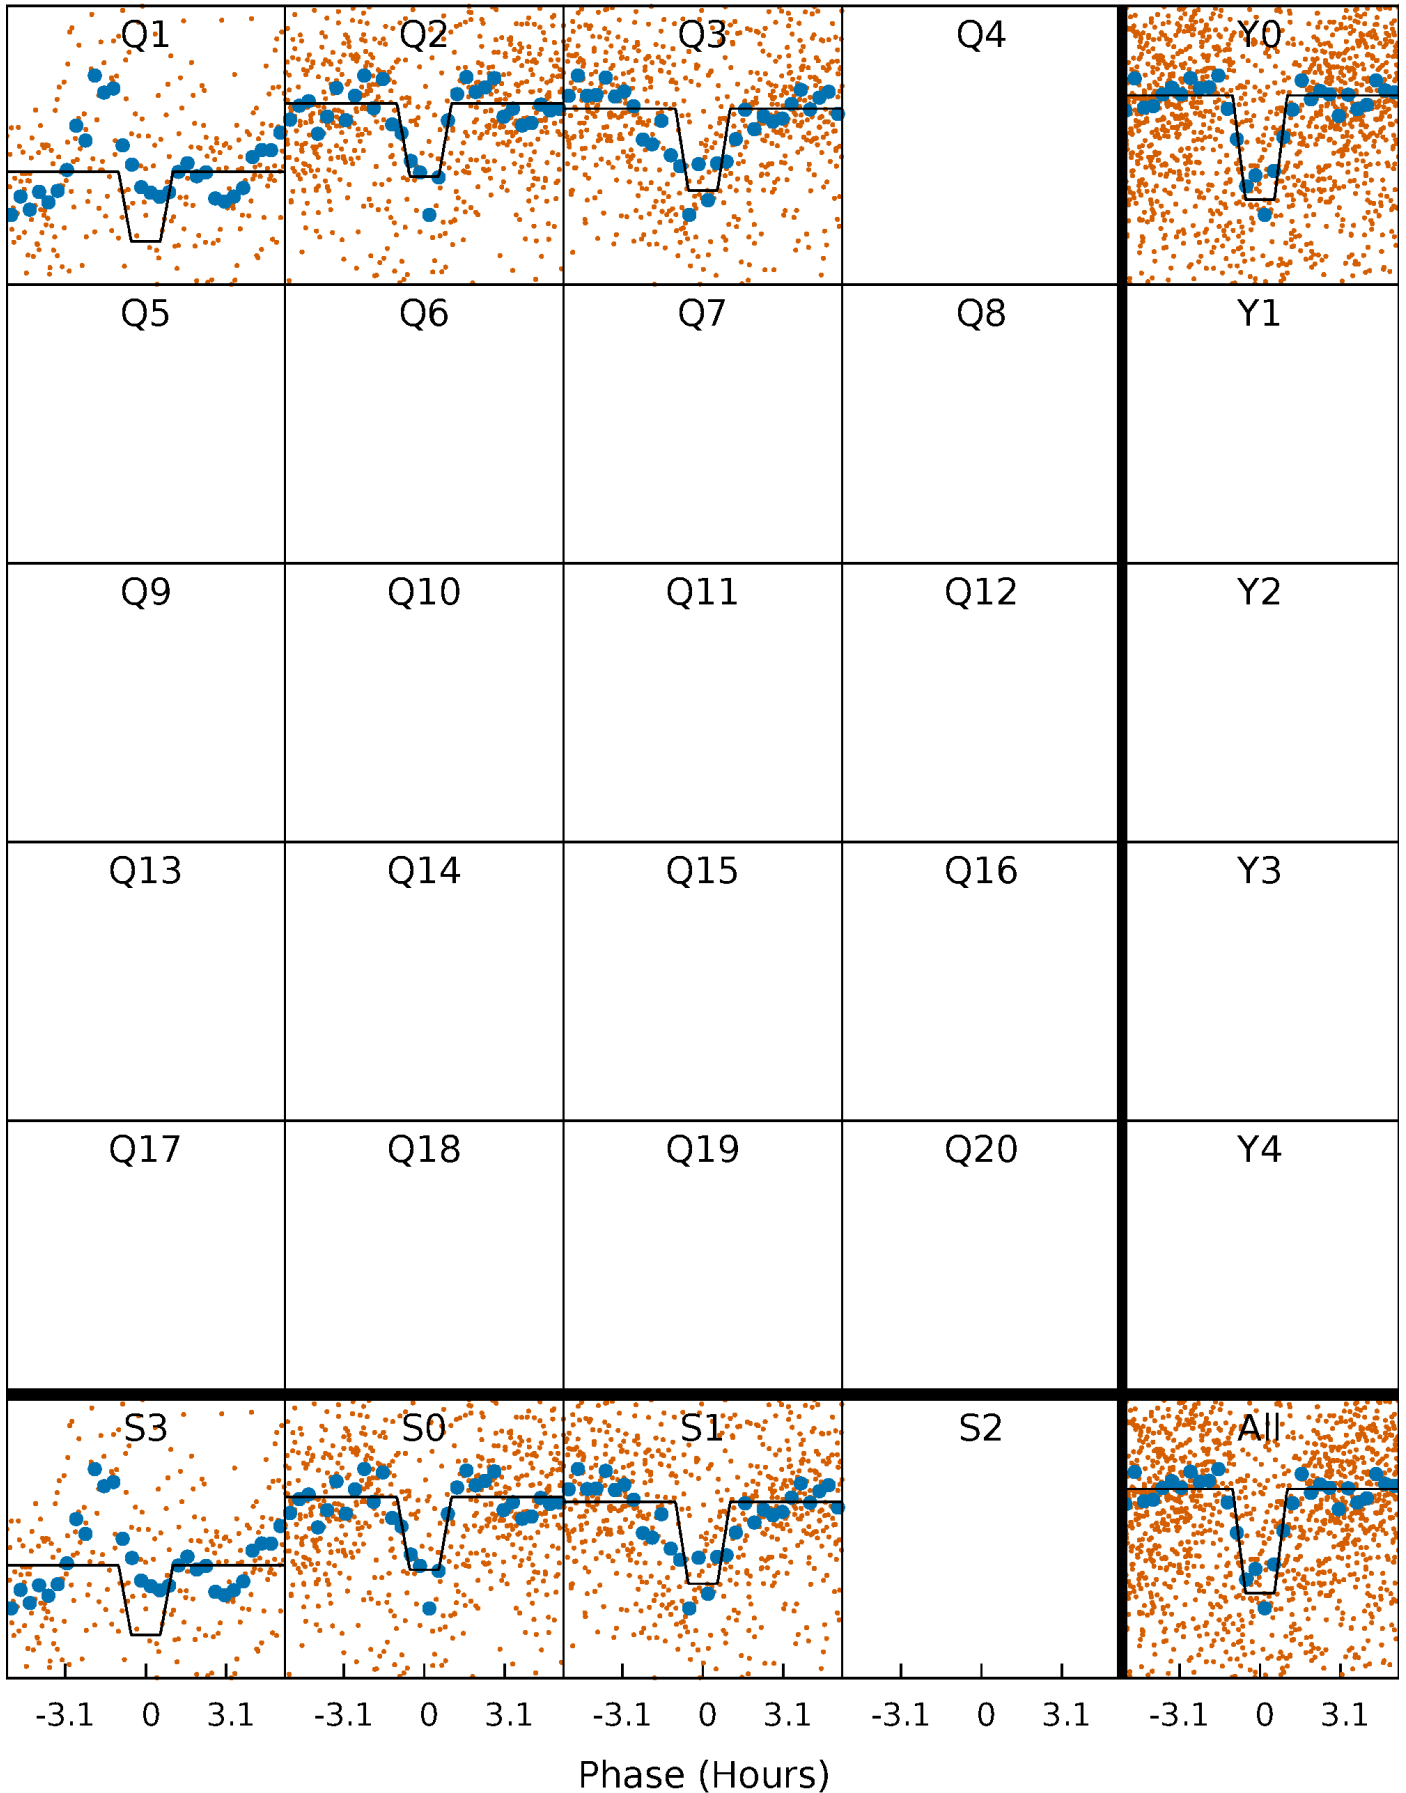 Q1 Q2 Q3 Q4 Y0
Q5 Q6 Q7 Q8 Y1
Q9 Q10 Q11 Q12 Y2
Q13 Q14 Q15 Q16 Y3
Q17 Q18 Q19 Q20 Y4
S3 S0 S1 S2 All
-3.1 0 3.1 -3.1 0 3.1 -3.1 0 3.1 -3.1 0 3.1 -3.1 0 3.1
Phase (Hours)